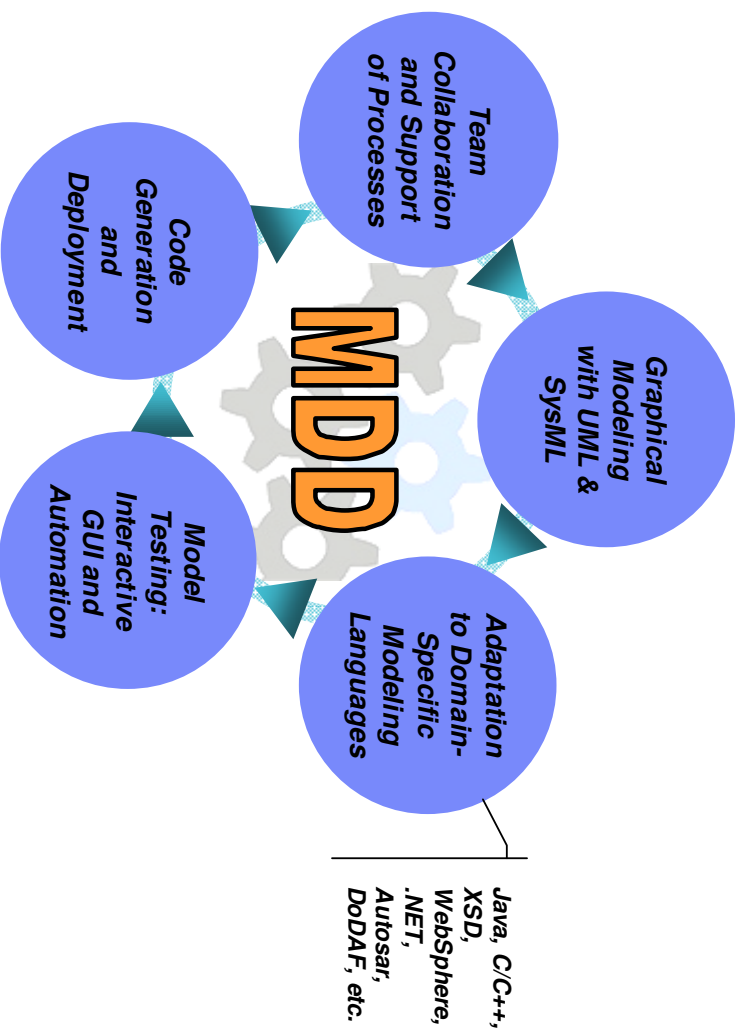 Graphical
Modeling
with UML &
SysML
Adaptation
to Domain-
Specific
Modeling
Languages
Java, C/C++,
XSD,
WebSphere,
.NET,
Autosar,
DoDAF, etc.
Model
Testing:
Interactive
GUI and
Automation
Code
Generation
and
Deployment
Team
Collaboration
and Support
of Processes
MDD